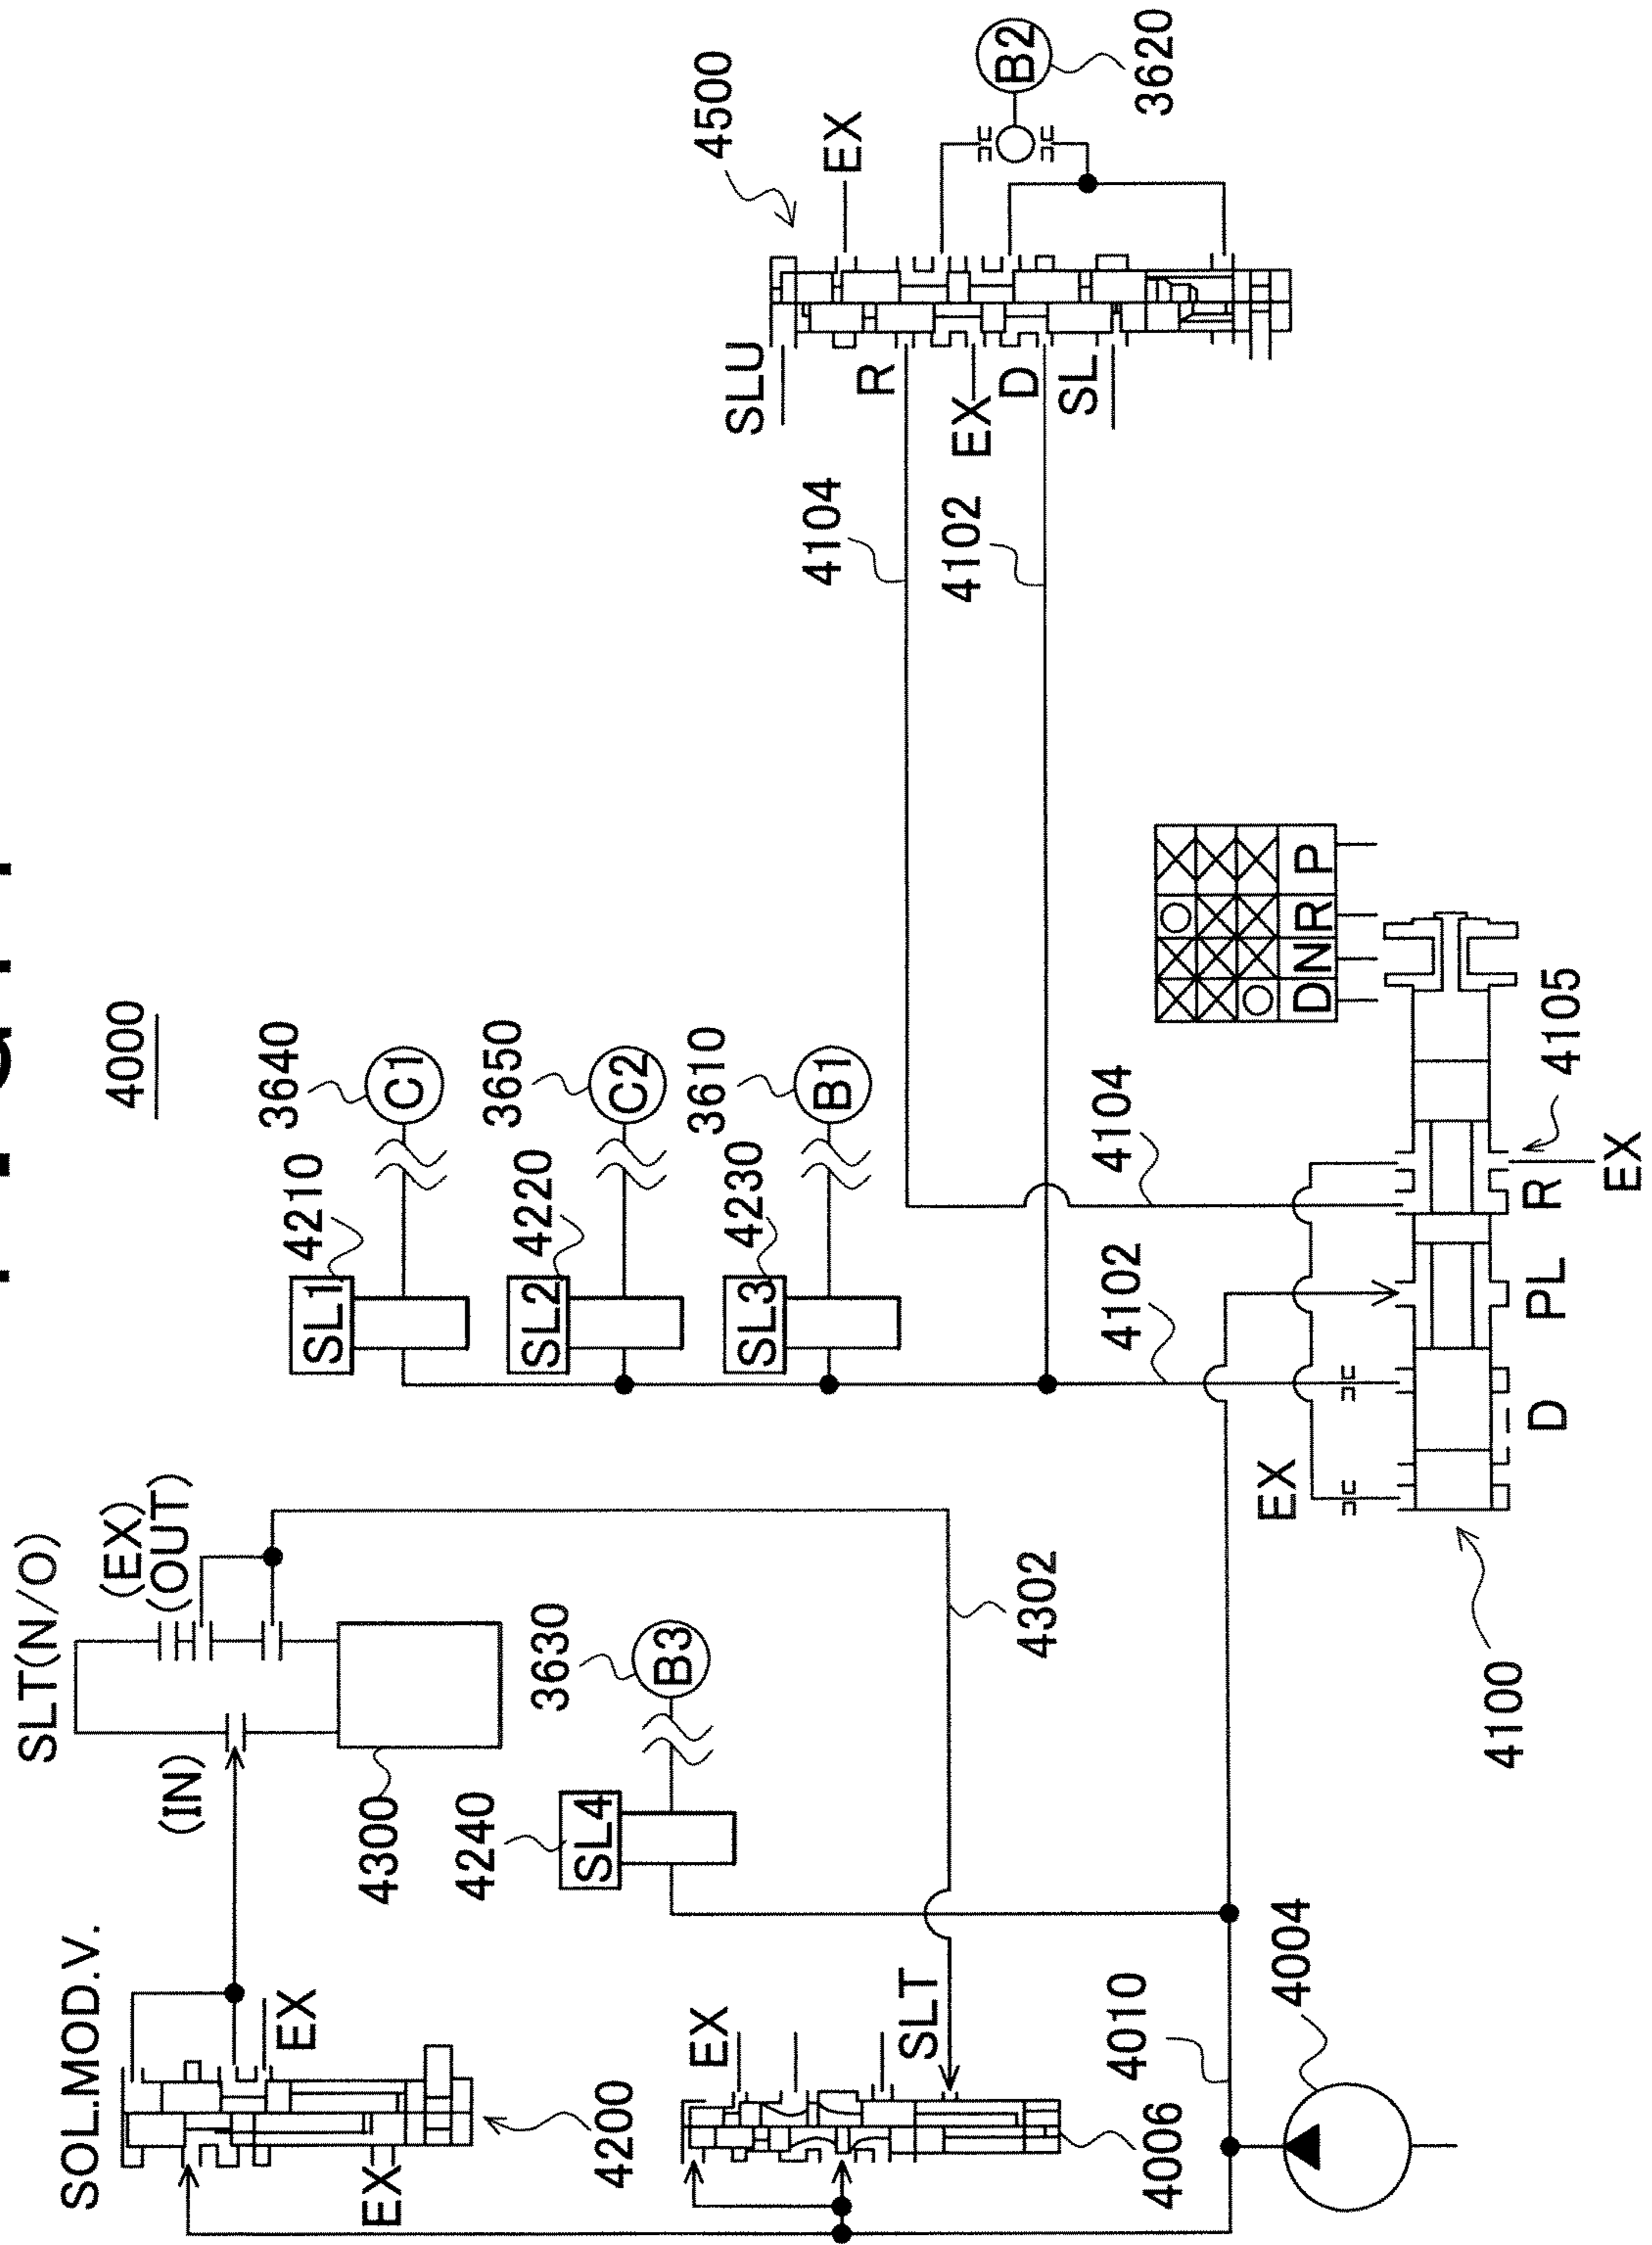 4000
SLT(N/O)
(EX)
(OUT)
(IN)
4300
SOL.MOD.V.
EX
EX
4200
SL1
4210
3640
C1
SL2
4220
3650
C2
SL3
4230
3610
B1
SL4
4240
3630
B3
EX
SLT
4006
4302
4010
4004
4100
EX
D
PL
R
EX
4105
4102
4104
D N R P
4104
4102
SLU
R
EX
D
SL
4500
EX
B2
3620